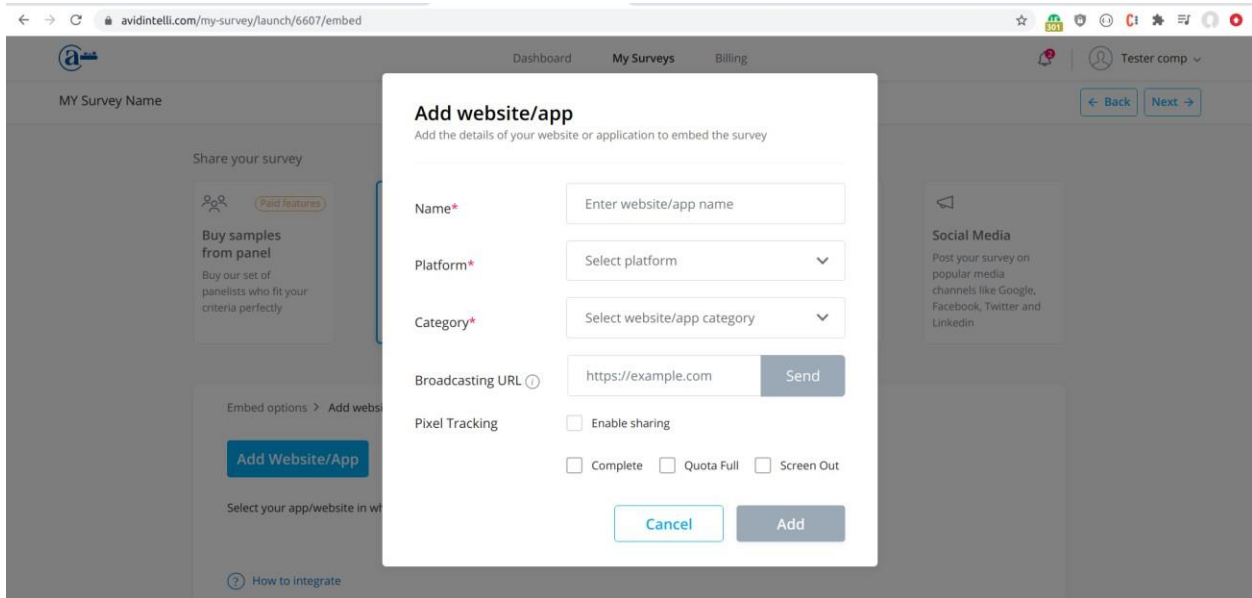 avidintelli.com/my-survey/launch/6607/embed
301
a
Dashboard My Surveys Billing
2
Tester comp
MY Survey Name
← Back Next →
Share your survey
Paid features
Buy samples
from panel
Buy our set of
panelists who fit your
criteria perfectly
Social Media
Post your survey on
popular media
channels like Google,
Facebook, Twitter and
Linkedin
Add website/app
Add the details of your website or application to embed the survey
Name* Enter website/app name
Platform* Select platform
Category* Select website/app category
Broadcasting URL i https://example.com Send
Pixel Tracking Enable sharing
Complete Quota Full Screen Out
Cancel Add
Embed options > Add websi
Add Website/App
Select your app/website in wh
? How to integrate